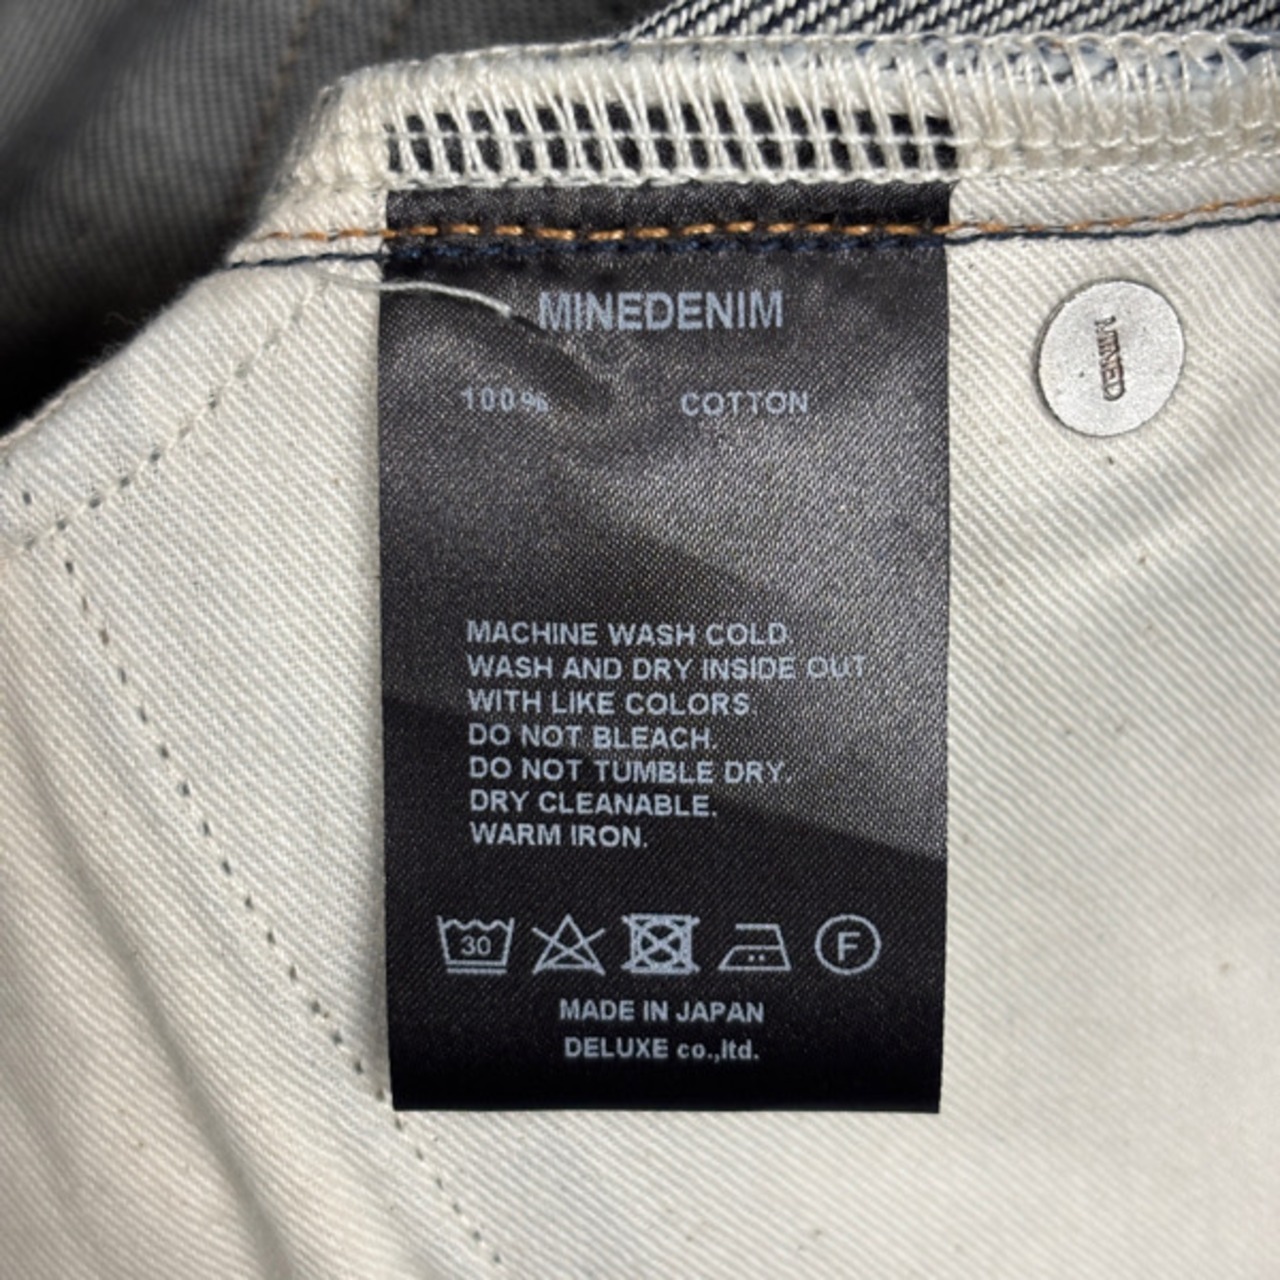 MINEDENIM
100% COTTON
MINED
MACHINE WASH COLD
WASH AND DRY INSIDE OUT
WITH LIKE COLORS.
DO NOT BLEACH.
DO NOT TUMBLE DRY.
DRY CLEANABLE.
WARM IRON.
30 F
MADE IN JAPAN
DELUXE co.,ltd.